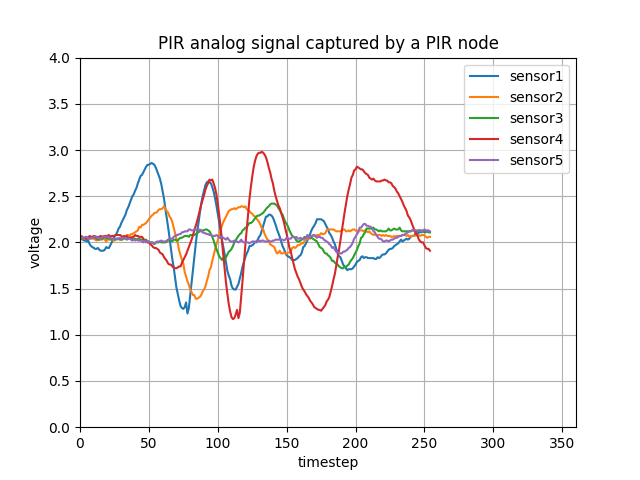 PIR analog signal captured by a PIR node
4.0
3.5
3.0
2.5
2.0
1.5
1.0
0.5
0.0
voltage
sensor1
sensor2
sensor3
sensor4
sensor5
0 50 100 150 200 250 300 350
timestep